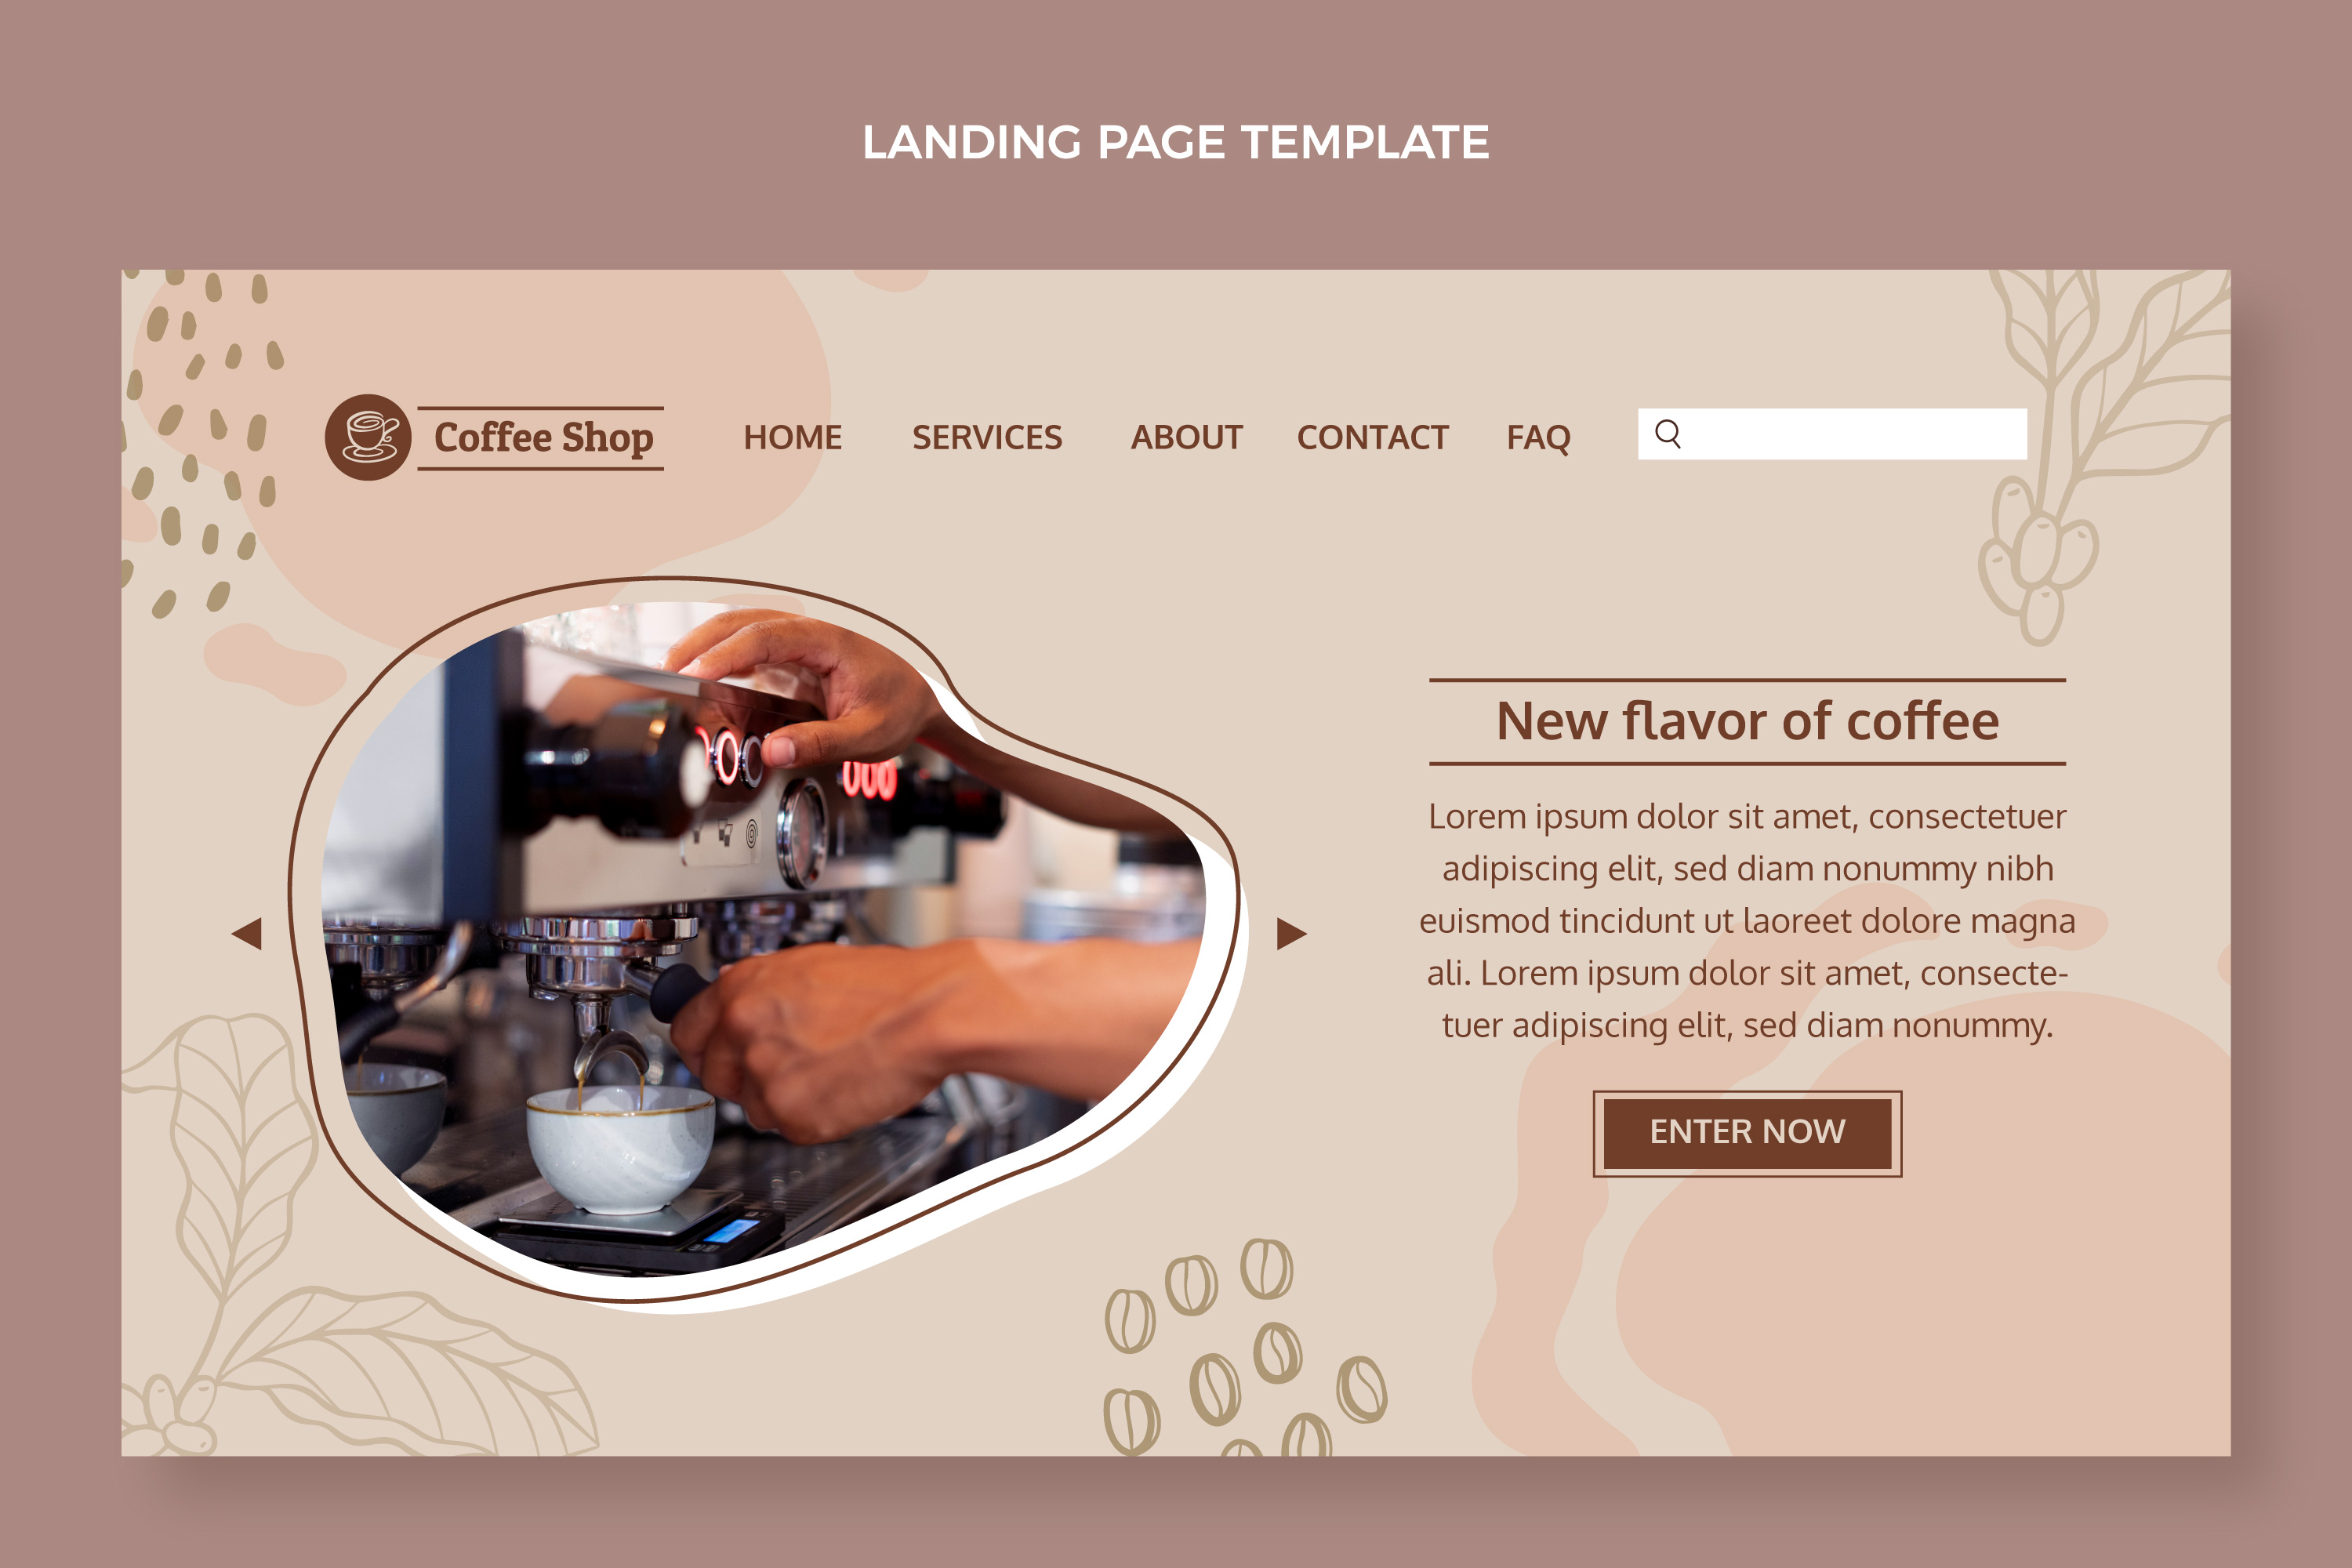 LANDING PAGE TEMPLATE
Coffee Shop
HOME SERVICES ABOUT CONTACT FAQ
New flavor of coffee
Lorem ipsum dolor sit amet, consectetuer
adipiscing elit, sed diam nonummy nibh
euismod tincidunt ut laoreet dolore magna
ali. Lorem ipsum dolor sit amet, consecte-
tuer adipiscing elit, sed diam nonummy.
ENTER NOW